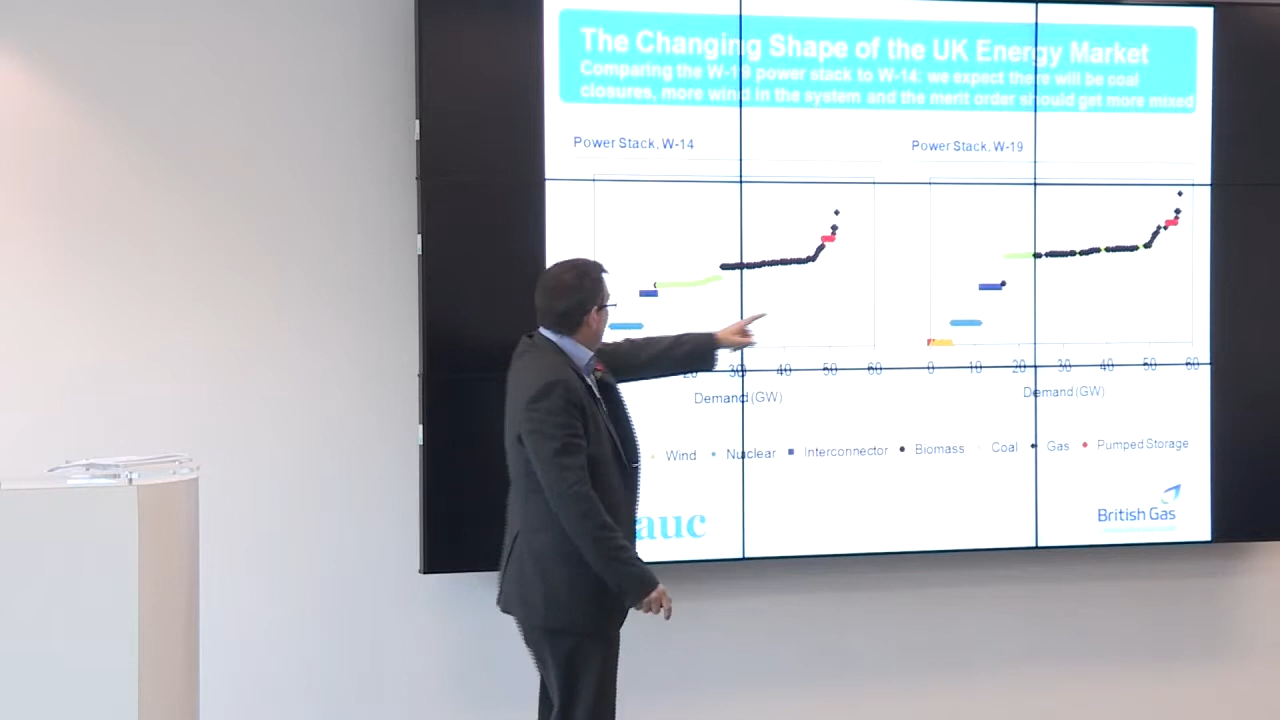 The Changing Shape of the UK Energy Market
Comparing the W-19 power stack to W-14: we expect there will be coal
closures, more wind in the system and the merit order should get more mixed
Power Stack, W-14
Power Stack, W-19
20 30 40 50 60
0 10 20 30 40 50 60
Demand (GW)
Demand (GW)
Wind Nuclear Interconnector Biomass Coal Gas Pumped Storage
auc
British Gas